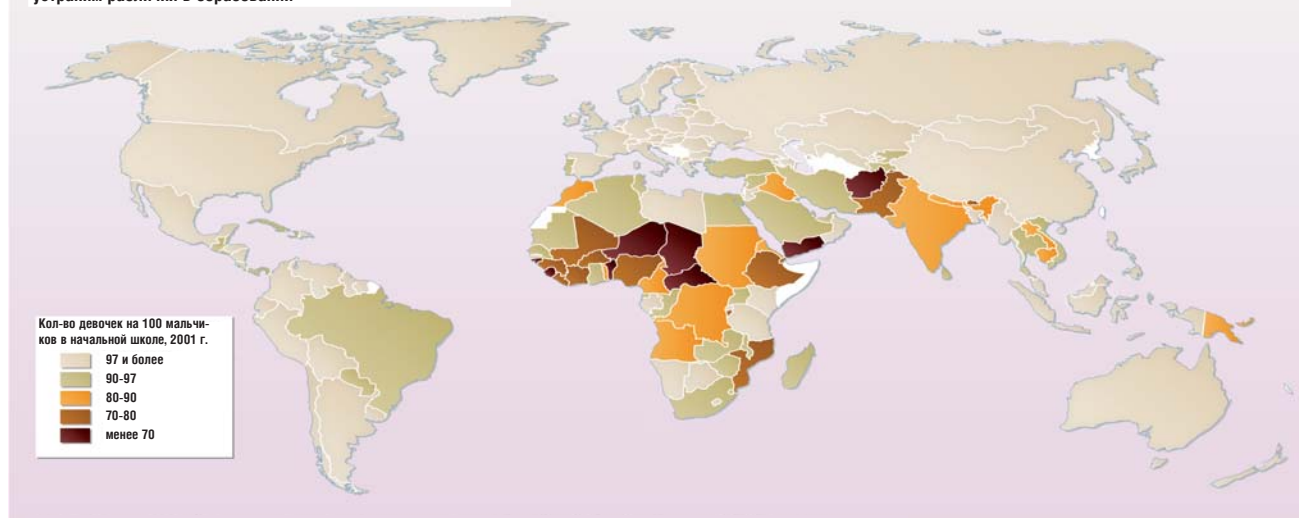 Кол-во девочек на 100 мальчи-
ков в начальной школе, 2001 г.
97 и более
90-97
80-90
70-80
менее 70